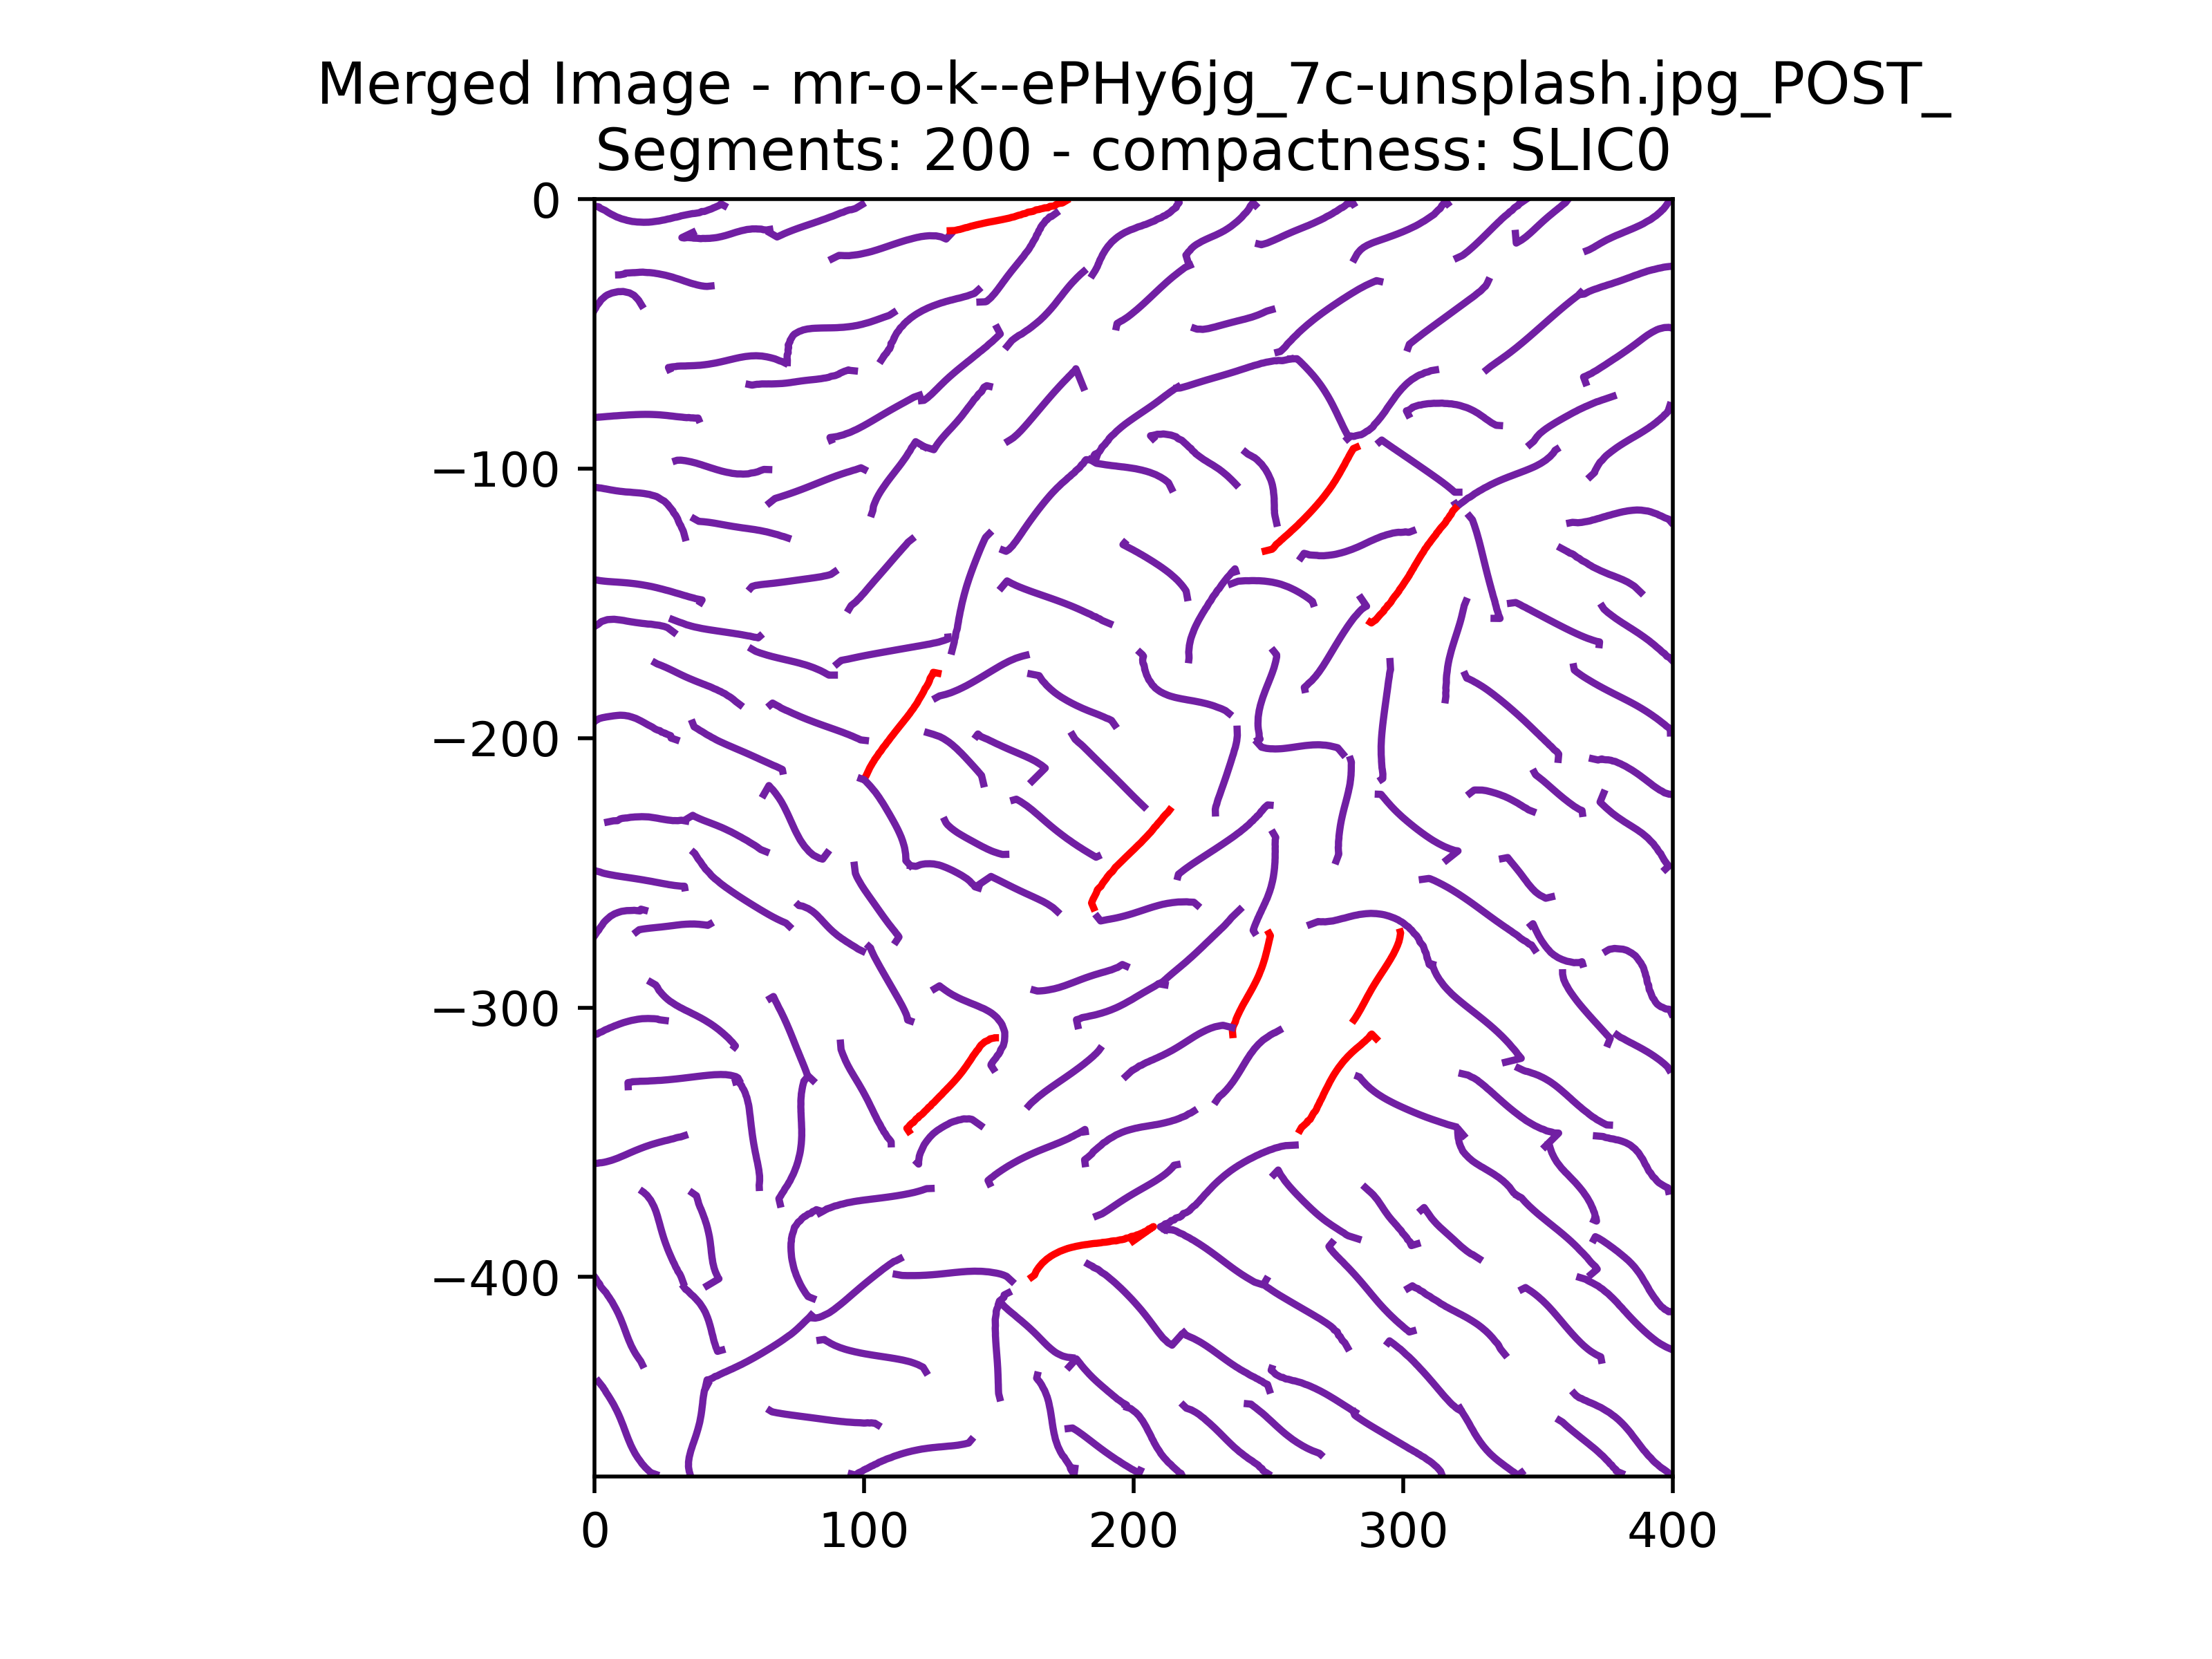 Merged Image - mr-o-k--ePHy6jg_7c-unsplash.jpg_POST_
Segments: 200 - compactness: SLIC0
0
−100
−200
−300
−400
0 100 200 300 400